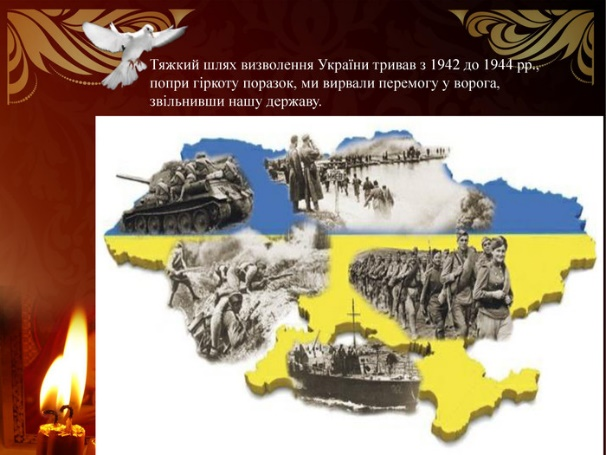 Тяжкий шлях визволення України тривав з 1942 до 1944 рр.,
попри гіркоту поразок, ми вирвали перемогу у ворога,
звільнивши нашу державу.